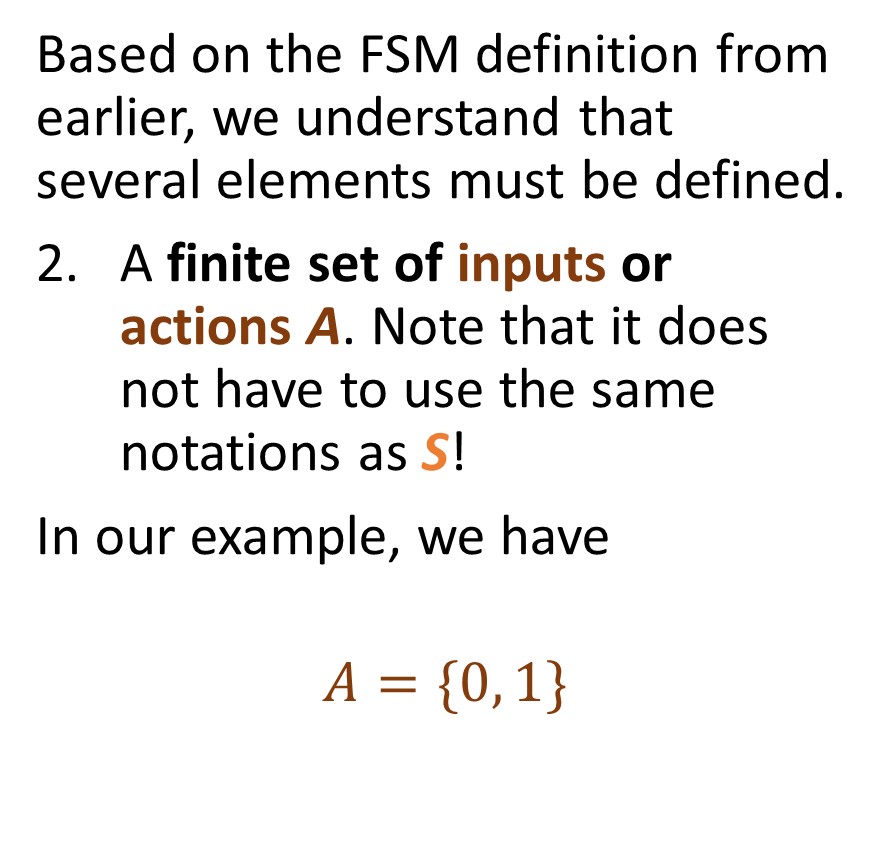 Based on the FSM definition from
earlier, we understand that
several elements must be defined.
2. A finite set of inputs or
actions A. Note that it does
not have to use the same
notations as S!
In our example, we have
A = {0, 1}